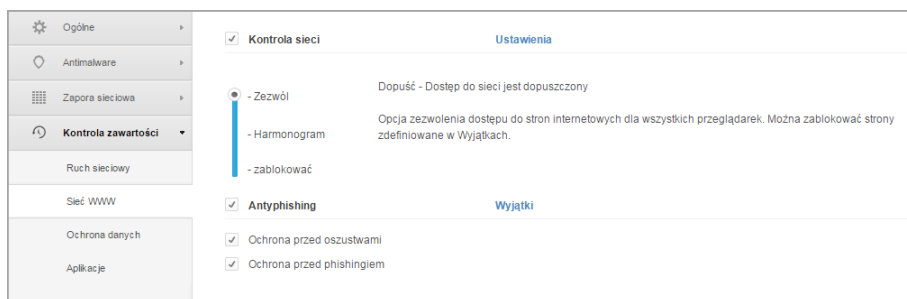 Ogólne
Antimalware
Zapora sieciowa
Kontrola zawartości
Ruch sieciowy
Sieć WWW
Ochrona danych
Aplikacje
Kontrola sieci
Ustawienia
- Zezwól
- Harmonogram
- zablokować
Dopuść - Dostęp do sieci jest dopuszczony
Opcja zezwolenia dostępu do stron internetowych dla wszystkich przeglądarek. Można zablokować strony
zdefiniowane w Wyjątkach.
Antyphishing
Wyjątki
Ochrona przed oszustwami
Ochrona przed phishingiem